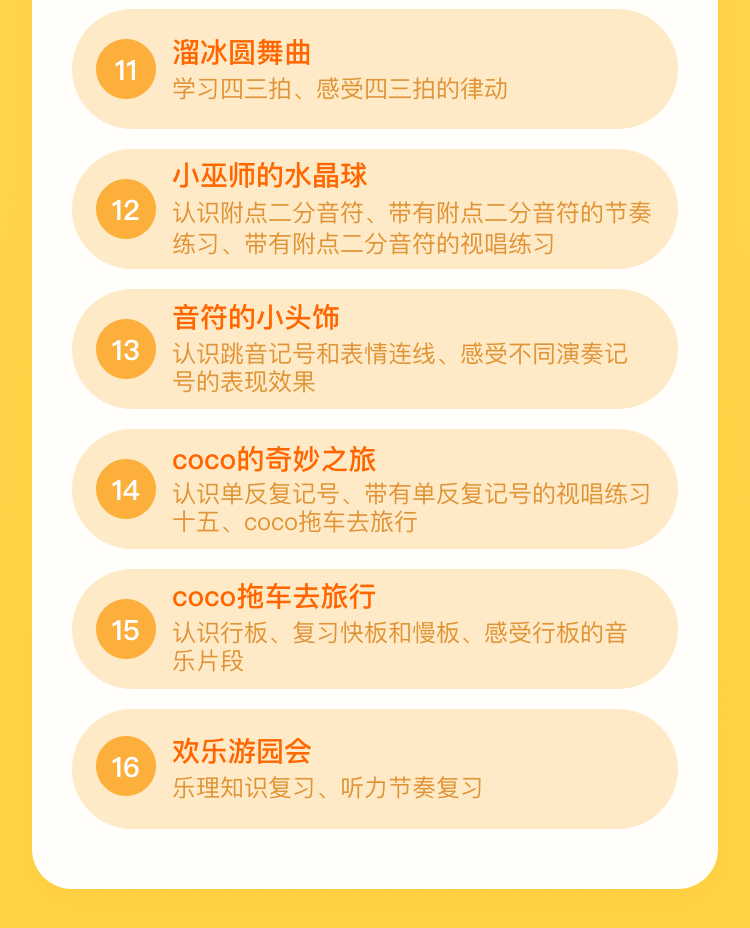 11
溜冰圆舞曲
学习四三拍、感受四三拍的律动
12
小巫师的水晶球
认识附点二分音符、带有附点二分音符的节奏
练习、带有附点二分音符的视唱练习
13
音符的小头饰
认识跳音记号和表情连线、感受不同演奏记
号的表现效果
14
coco的奇妙之旅
认识单反复记号、带有单反复记号的视唱练习
十五、coco拖车去旅行
15
coco拖车去旅行
认识行板、复习快板和慢板、感受行板的音
乐片段
16
欢乐游园会
乐理知识复习、听力节奏复习